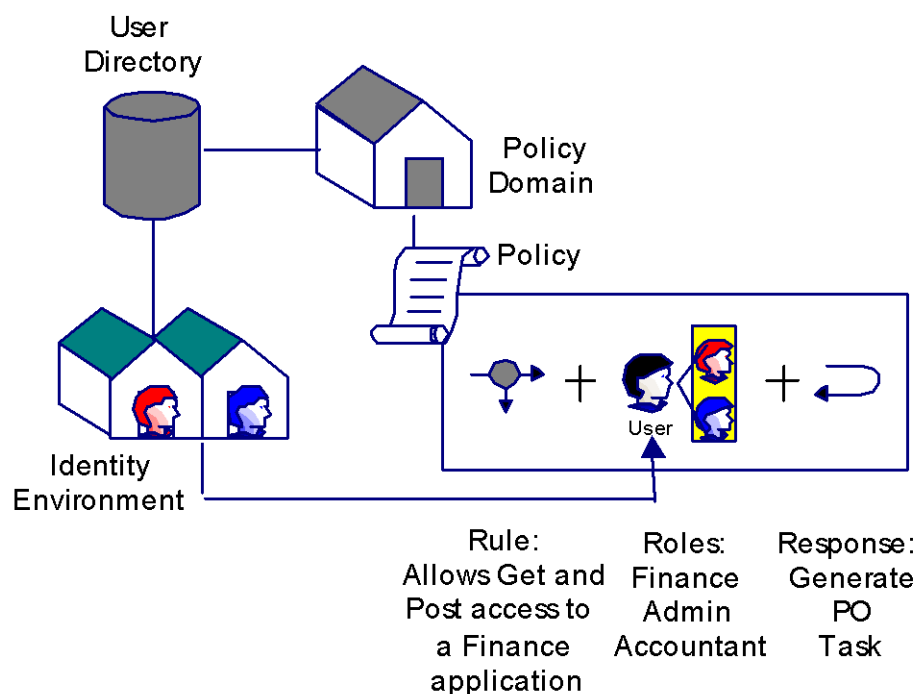 User
Directory
Policy
Domain
Policy
User
Identity
Environment
Rule:
Allows Get and
Post access to
a Finance
application
Roles:
Finance
Admin
Accountant
Response:
Generate
PO
Task